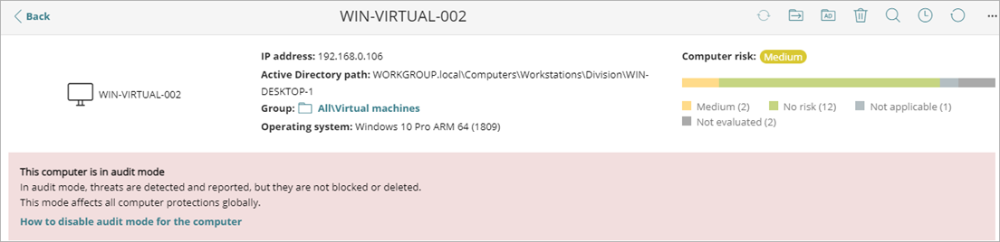 Back
WIN-VIRTUAL-002
AD
WIN-VIRTUAL-002
IP address: 192.168.0.106
Active Directory path: WORKGROUP.local\Computers\Workstations\Division\WIN-
DESKTOP-1
Group: All\Virtual machines
Operating system: Windows 10 Pro ARM 64 (1809)
Computer risk: Medium
Medium (2) No risk (12) Not applicable (1)
Not evaluated (2)
This computer is in audit mode
In audit mode, threats are detected and reported, but they are not blocked or deleted.
This mode affects all computer protections globally.
How to disable audit mode for the computer